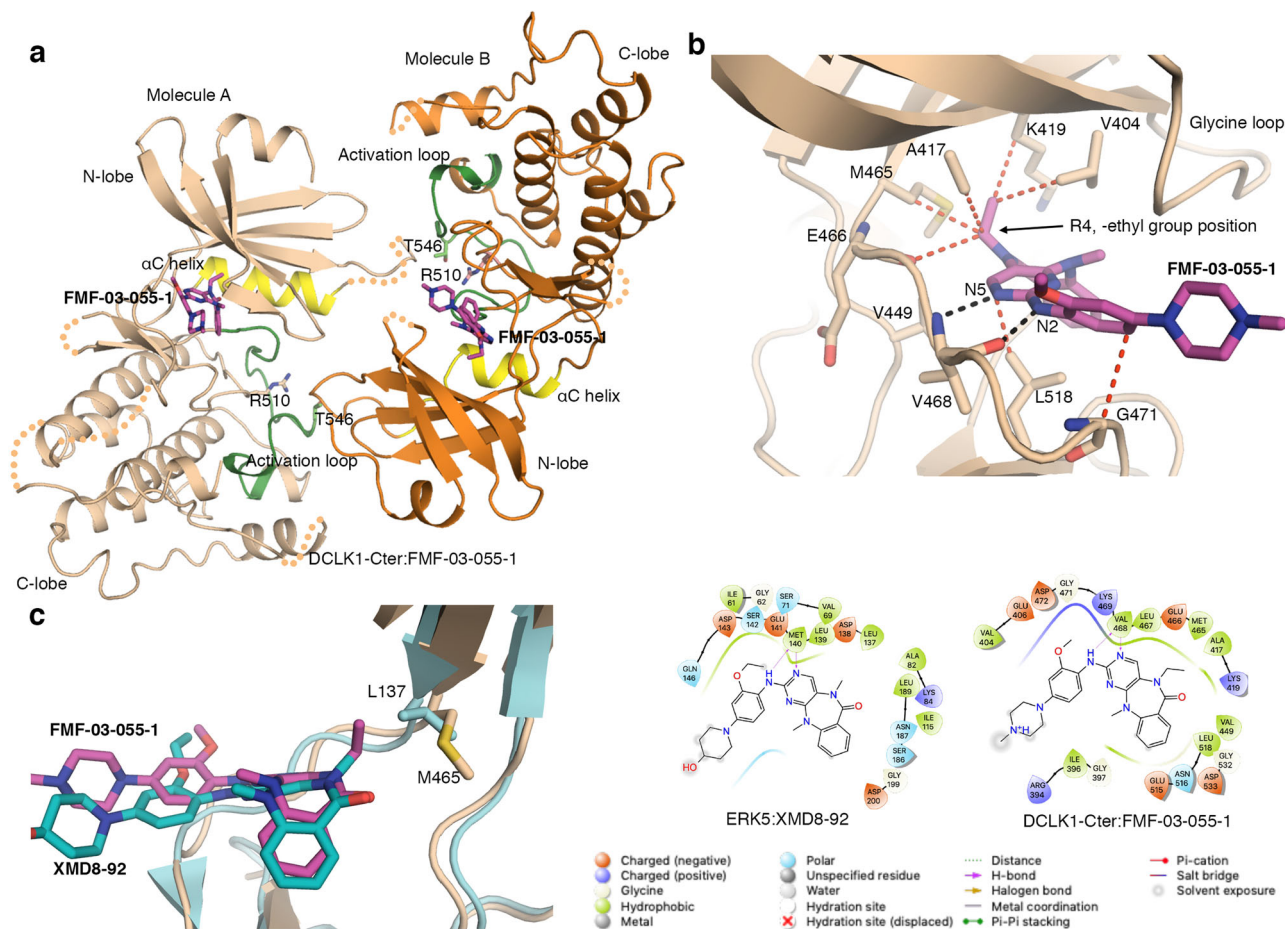 a
Molecule A
N-lobe
αC helix
FMF-03-055-1
R510
T546
Activation loop
C-lobe
DCLK1-Cter:FMF-03-055-1
Molecule B
C-lobe
Activation loop
T546
R510
FMF-03-055-1
αC helix
N-lobe
b
K419
V404
Glycine loop
A417
M465
R4, -ethyl group position
E466
FMF-03-055-1
N5
V449
N2
V468
L518
G471
c
L137
FMF-03-055-1
M465
XMD8-92
ILE
61
GLY
62
SER
71
VAL
69
ASP
143
SER
142
GLU
141
MET
140
LEU
139
ASP
138
LEU
137
GLN
146
ALA
82
LEU
189
LYS
84
ASN
187
ILE
115
SER
186
GLY
199
ASP
200
H
N
N
N
N
N
N
O
O
N
HO
ERK5:XMD8-92
VAL
404
GLU
406
ASP
472
GLY
471
LYS
469
VAL
468
LEU
467
GLU
466
MET
465
ALA
417
LYS
419
VAL
449
LEU
518
GLY
532
GLU
515
ASN
516
ASP
533
ARG
394
ILE
396
GLY
397
H
N
N
N
N
N
O
O
N
N⁺H
DCLK1-Cter:FMF-03-055-1
Charged (negative)
Charged (positive)
Glycine
Hydrophobic
Metal
Polar
Unspecified residue
Water
Hydration site
Hydration site (displaced)
Distance
H-bond
Halogen bond
Metal coordination
Pi-Pi stacking
Pi-cation
Salt bridge
Solvent exposure